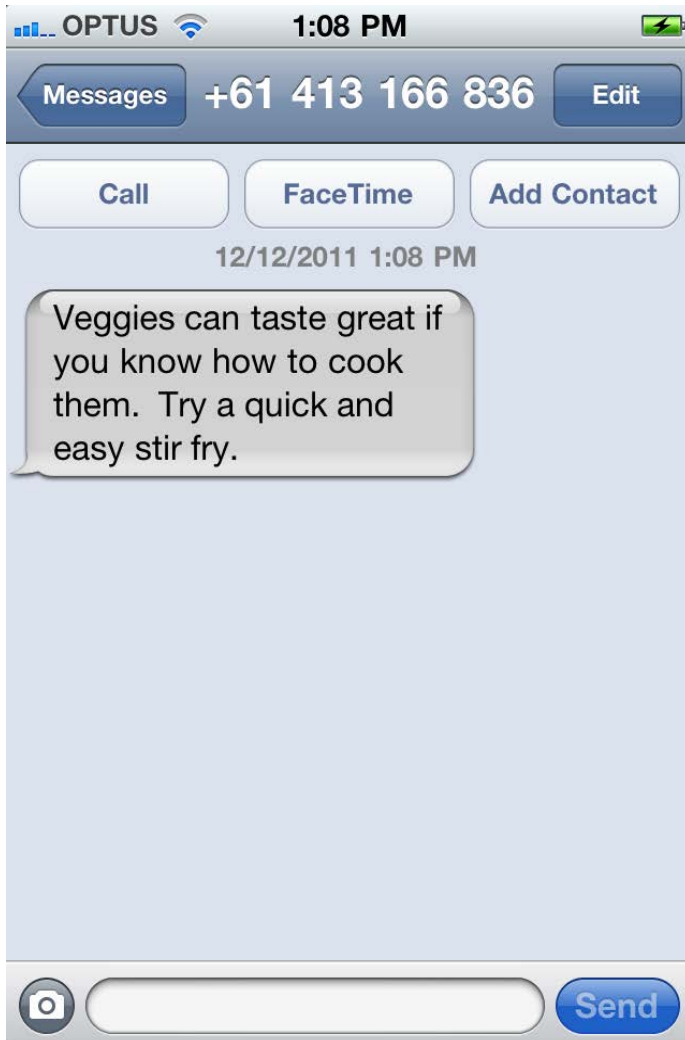 OPTUS 1:08 PM
Messages +61 413 166 836 Edit
Call FaceTime Add Contact
12/12/2011 1:08 PM
Veggies can taste great if
you know how to cook
them.  Try a quick and
easy stir fry.
Send